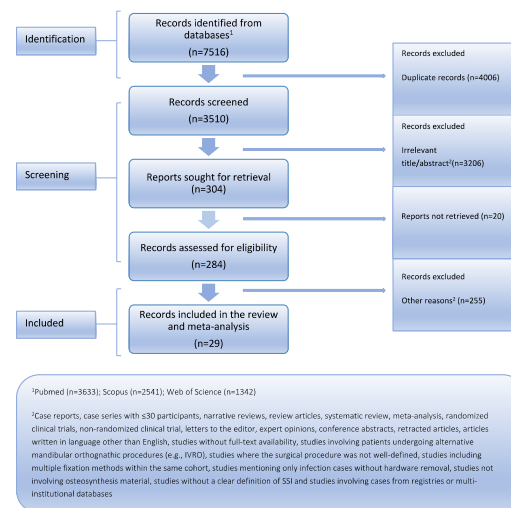 Identification
Records identified from
databases1
(n=7516)
Records excluded
Duplicate records (n=4006)
Records screened
(n=3510)
Records excluded
Irrelevant
title/abstract2(n=3206)
Screening
Reports sought for retrieval
(n=304)
Reports not retrieved (n=20)
Records assessed for eligibility
(n=284)
Records excluded
Other reasons2 (n=255)
Included
Records included in the review
and meta-analysis
(n=29)
1Pubmed (n=3633); Scopus (n=2541); Web of Science (n=1342)
2Case reports, case series with ≤30 participants, narrative reviews, review articles, systematic review, meta-analysis, randomized
clinical trials, non-randomized clinical trial, letters to the editor, expert opinions, conference abstracts, retracted articles, articles
written in language other than English, studies without full-text availability, studies involving patients undergoing alternative
mandibular orthognathic procedures (e.g., IVRO), studies where the surgical procedure was not well-defined, studies including
multiple fixation methods within the same cohort, studies mentioning only infection cases without hardware removal, studies not
involving osteosynthesis material, studies without a clear definition of SSI and studies involving cases from registries or multi-
institutional databases